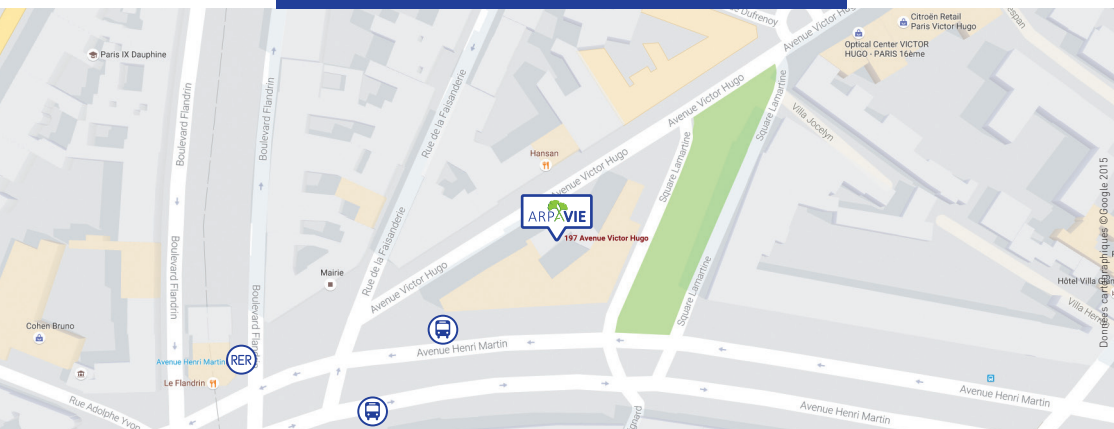 Dufrenoy
Avenue Victor Hugo
Citroën Retail
Paris Victor Hugo
Optical Center VICTOR
HUGO - PARIS 16ème
Paris IX Dauphine
Boulevard Flandrin
Boulevard Flandrin
Rue de la Faisanderie
Avenue Victor Hugo
Square Lamartine
Villa Jocelyn
Hansan
Avenue Victor Hugo
Square Lamartine
ARPAVIE
197 Avenue Victor Hugo
Rue de la Faisanderie
Boulevard Flandrin
Mairie
Avenue Victor Hugo
Square Lamartine
Boulevard Flandrin
Hôtel Villa
Villa
Données cartographiques © Google 2015
Cohen Bruno
Avenue Henri Martin
RER
Avenue Henri Martin
Le Flandrin
Avenue Henri Martin
Rue Adolphe Yvon
Avenue Henri Martin